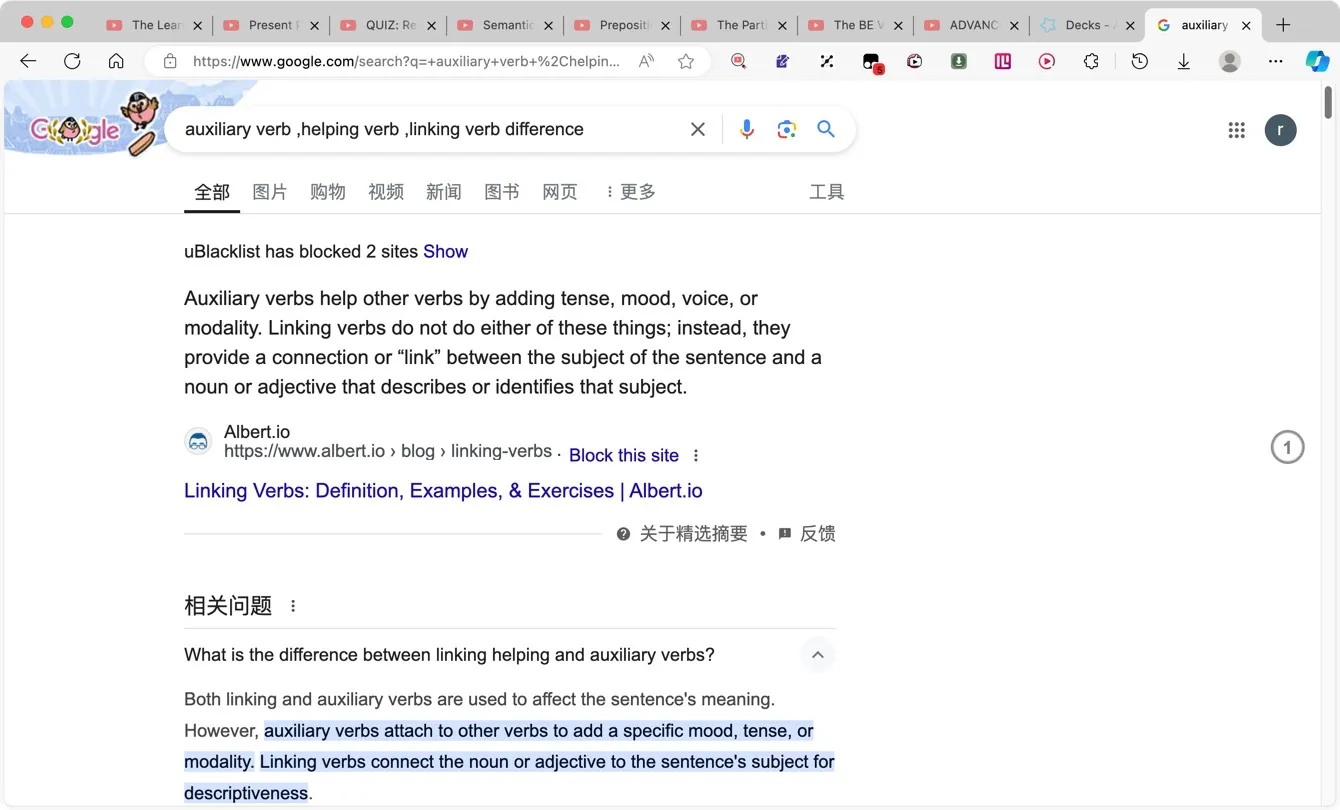 The Lear
Present
QUIZ: Re
Semantic
Prepositi
The Parti
The BE V
ADVANC
Decks -
auxiliary
https://www.google.com/search?q=+auxiliary+verb+%2Chelpin...
5
Google
auxiliary verb ,helping verb ,linking verb difference
r
全部 图片 购物 视频 新闻 图书 网页 更多 工具
uBlacklist has blocked 2 sites Show
Auxiliary verbs help other verbs by adding tense, mood, voice, or
modality. Linking verbs do not do either of these things; instead, they
provide a connection or “link” between the subject of the sentence and a
noun or adjective that describes or identifies that subject.
Albert.io
https://www.albert.io › blog › linking-verbs · Block this site
1
Linking Verbs: Definition, Examples, & Exercises | Albert.io
关于精选摘要 • 反馈
相关问题
What is the difference between linking helping and auxiliary verbs?
Both linking and auxiliary verbs are used to affect the sentence's meaning.
However, auxiliary verbs attach to other verbs to add a specific mood, tense, or
modality. Linking verbs connect the noun or adjective to the sentence's subject for
descriptiveness.